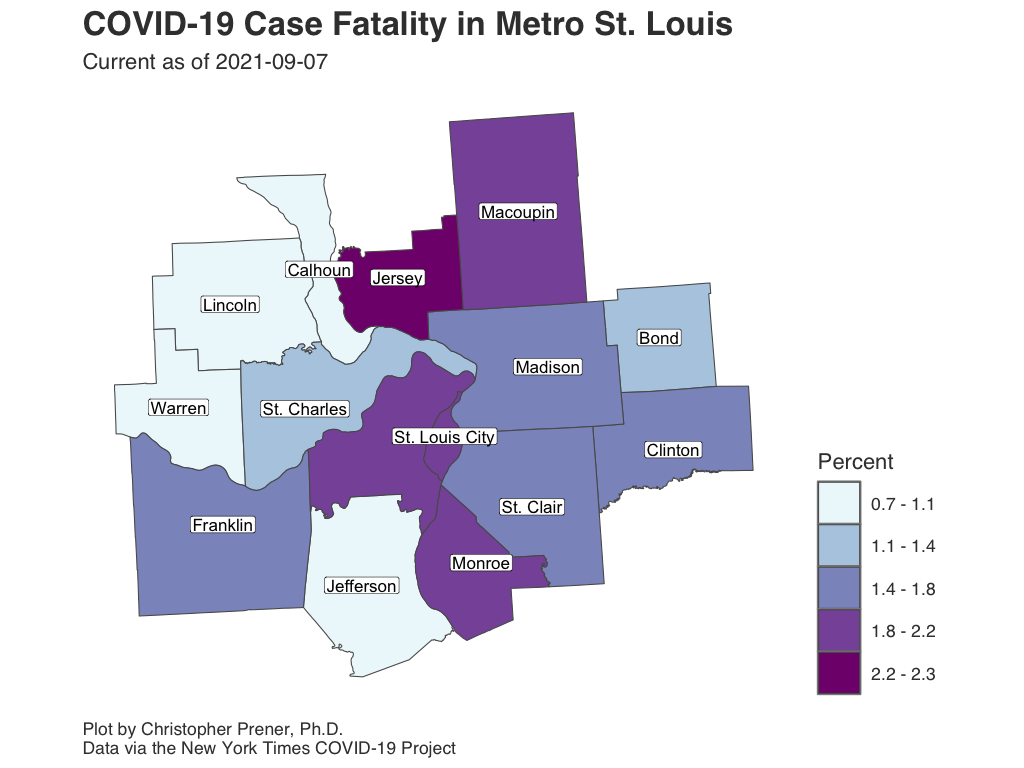 COVID-19 Case Fatality in Metro St. Louis
Current as of 2021-09-07
Macoupin
Calhoun
Jersey
Lincoln
Bond
Madison
Warren
St. Charles
St. Louis City
Clinton
St. Clair
Franklin
Monroe
Jefferson
Percent
0.7 - 1.1
1.1 - 1.4
1.4 - 1.8
1.8 - 2.2
2.2 - 2.3
Plot by Christopher Prener, Ph.D.
Data via the New York Times COVID-19 Project